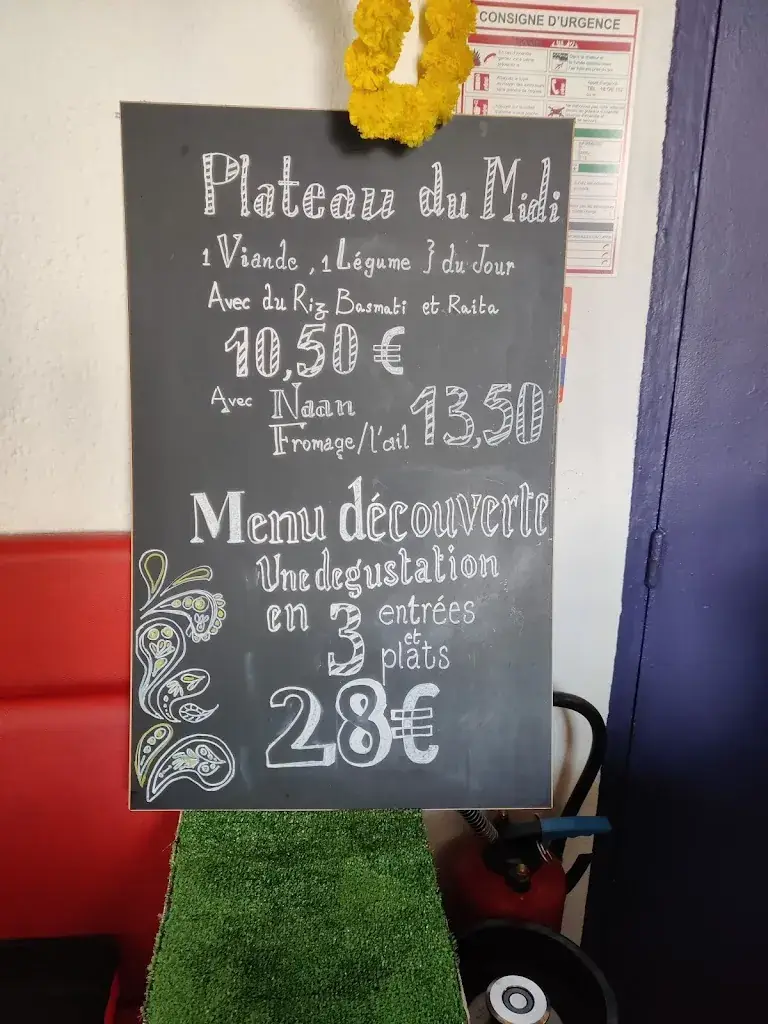 CONSIGNE D'URGENCE
Plateau du Midi
1 Viande , 1 Légume } du Jour
Avec du Riz Basmati et Raita
10,50 €
Avec Naan 13,50
Fromage/l'ail
Menu découverte
Une degustation
en 3 entrées
et
plats
28€